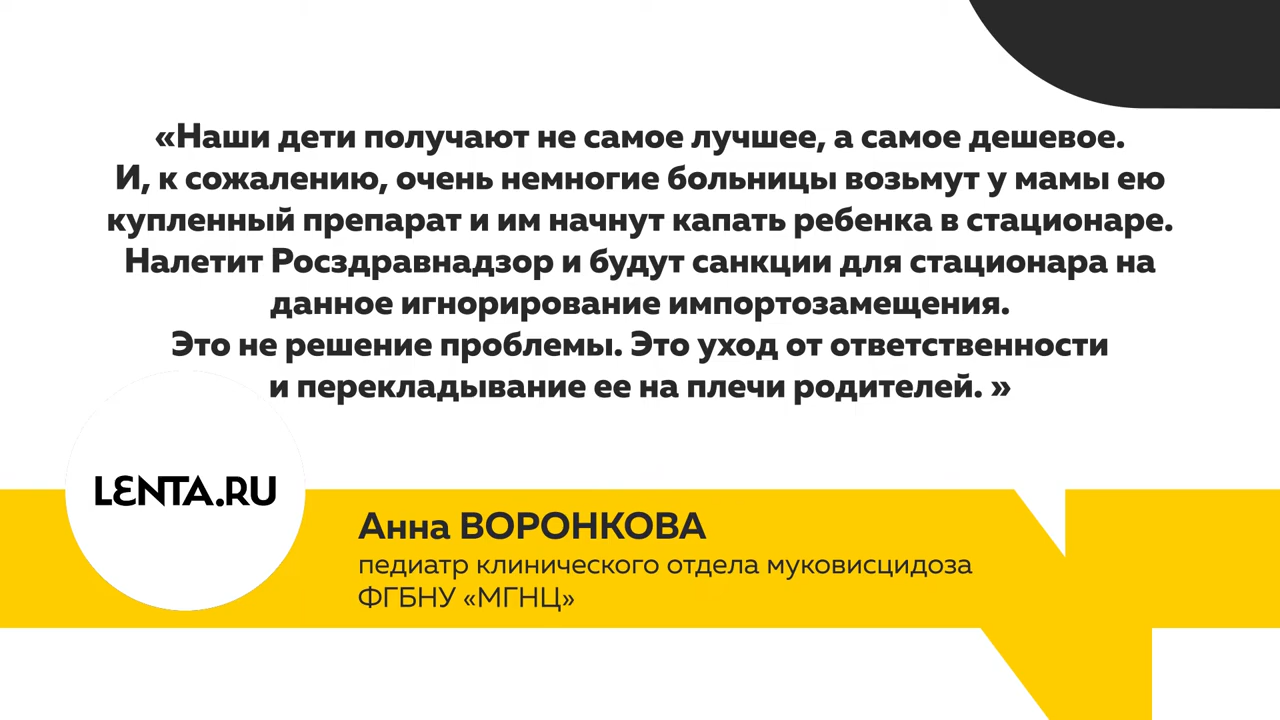 «Наши дети получают не самое лучшее, а самое дешевое.
И, к сожалению, очень немногие больницы возьмут у мамы ею
купленный препарат и им начнут капать ребенка в стационаре.
Налетит Росздравнадзор и будут санкции для стационара на
данное игнорирование импортозамещения.
Это не решение проблемы. Это уход от ответственности
и перекладывание ее на плечи родителей. »
LENTA.RU
Анна ВОРОНКОВА
педиатр клинического отдела муковисцидоза
ФГБНУ «МГНЦ»